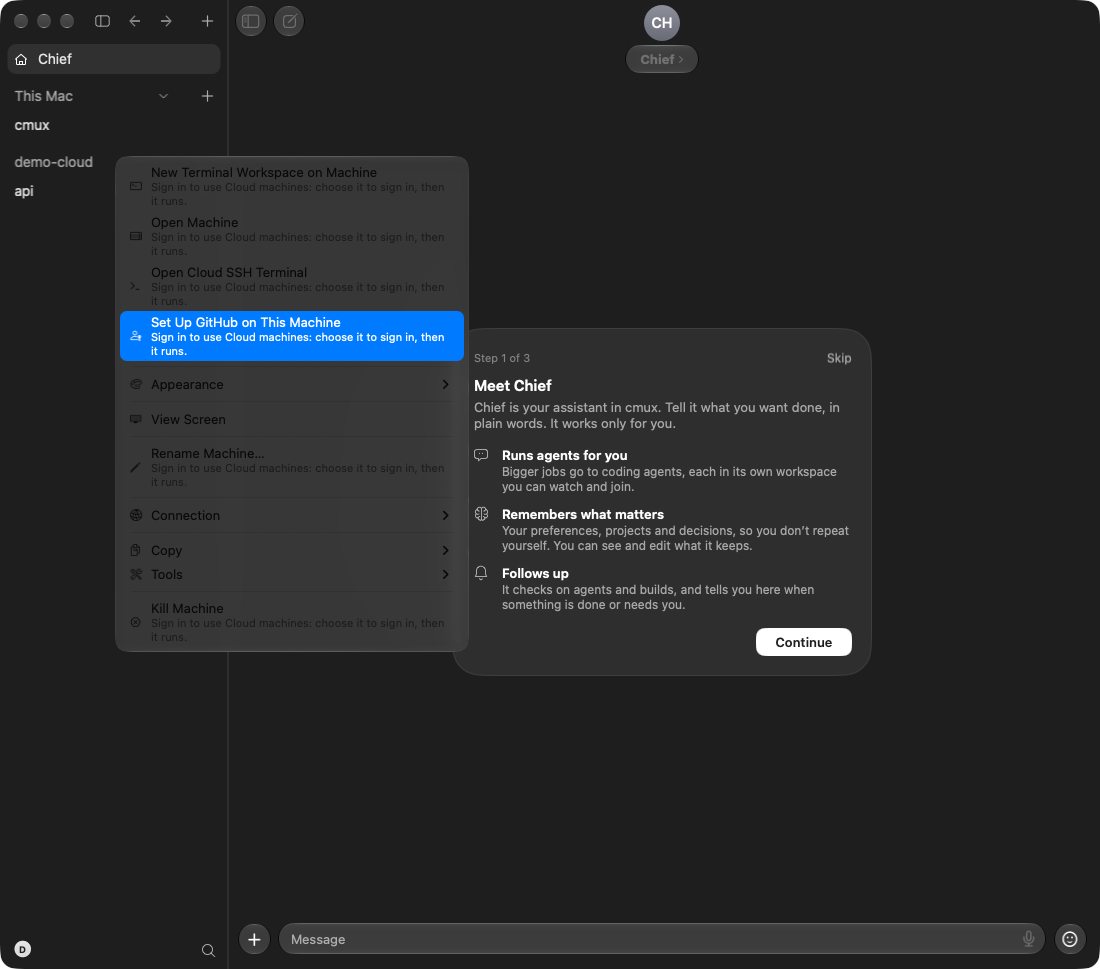 CH
Chief
Chief
This Mac
cmux
demo-cloud
api
New Terminal Workspace on Machine
Sign in to use Cloud machines: choose it to sign in, then
it runs.
Open Machine
Sign in to use Cloud machines: choose it to sign in, then
it runs.
Open Cloud SSH Terminal
Sign in to use Cloud machines: choose it to sign in, then
it runs.
Set Up GitHub on This Machine
Sign in to use Cloud machines: choose it to sign in, then
it runs.
Appearance
View Screen
Rename Machine...
Sign in to use Cloud machines: choose it to sign in, then
it runs.
Connection
Copy
Tools
Kill Machine
Sign in to use Cloud machines: choose it to sign in, then
it runs.
Step 1 of 3
Skip
Meet Chief
Chief is your assistant in cmux. Tell it what you want done, in
plain words. It works only for you.
Runs agents for you
Bigger jobs go to coding agents, each in its own workspace
you can watch and join.
Remembers what matters
Your preferences, projects and decisions, so you don't repeat
yourself. You can see and edit what it keeps.
Follows up
It checks on agents and builds, and tells you here when
something is done or needs you.
Continue
D
Message